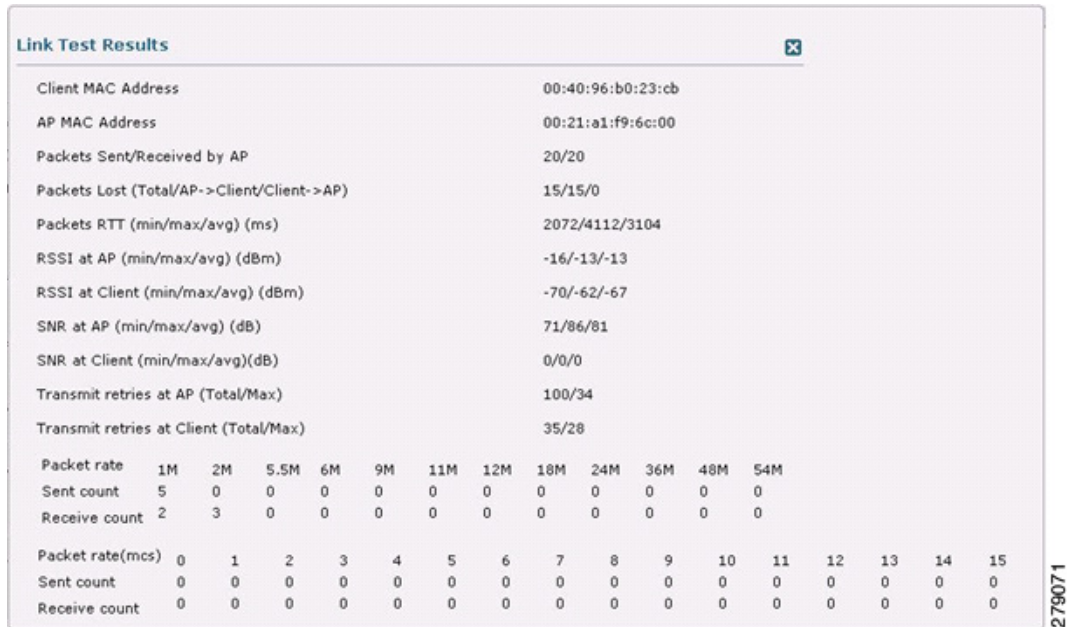 Link Test Results
Client MAC Address 00:40:96:b0:23:cb
AP MAC Address 00:21:a1:f9:6c:00
Packets Sent/Received by AP 20/20
Packets Lost (Total/AP->Client/Client->AP) 15/15/0
Packets RTT (min/max/avg) (ms) 2072/4112/3104
RSSI at AP (min/max/avg) (dBm) -16/-13/-13
RSSI at Client (min/max/avg) (dBm) -70/-62/-67
SNR at AP (min/max/avg) (dB) 71/86/81
SNR at Client (min/max/avg)(dB) 0/0/0
Transmit retries at AP (Total/Max) 100/34
Transmit retries at Client (Total/Max) 35/28
Packet rate 1M 2M 5.5M 6M 9M 11M 12M 18M 24M 36M 48M 54M
Sent count 5 0 0 0 0 0 0 0 0 0 0 0
Receive count 2 3 0 0 0 0 0 0 0 0 0 0
Packet rate(mcs) 0 1 2 3 4 5 6 7 8 9 10 11 12 13 14 15
Sent count 0 0 0 0 0 0 0 0 0 0 0 0 0 0 0 0
Receive count 0 0 0 0 0 0 0 0 0 0 0 0 0 0 0 0
279071